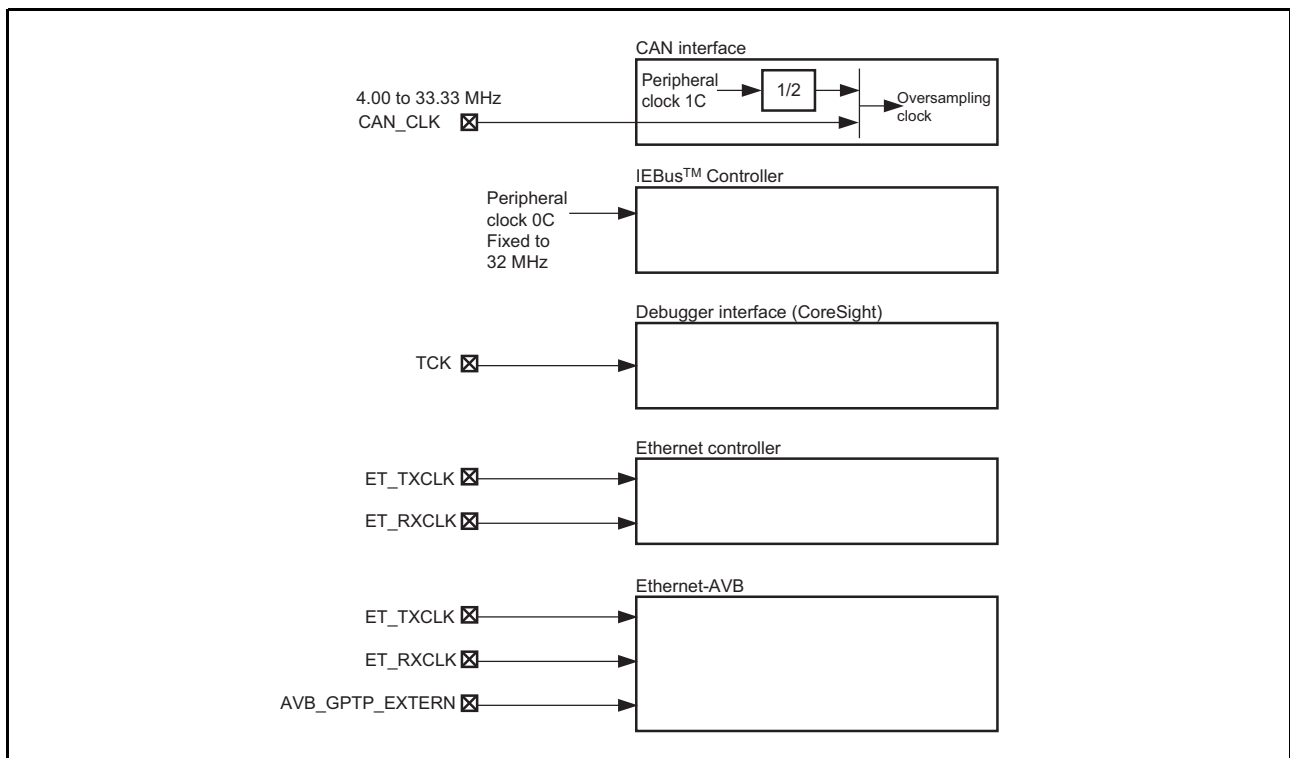 CAN interface
Peripheral
clock 1C
1/2
Oversampling
clock
4.00 to 33.33 MHz
CAN_CLK
IEBusTM Controller
Peripheral
clock 0C
Fixed to
32 MHz
Debugger interface (CoreSight)
TCK
Ethernet controller
ET_TXCLK
ET_RXCLK
Ethernet-AVB
ET_TXCLK
ET_RXCLK
AVB_GPTP_EXTERN